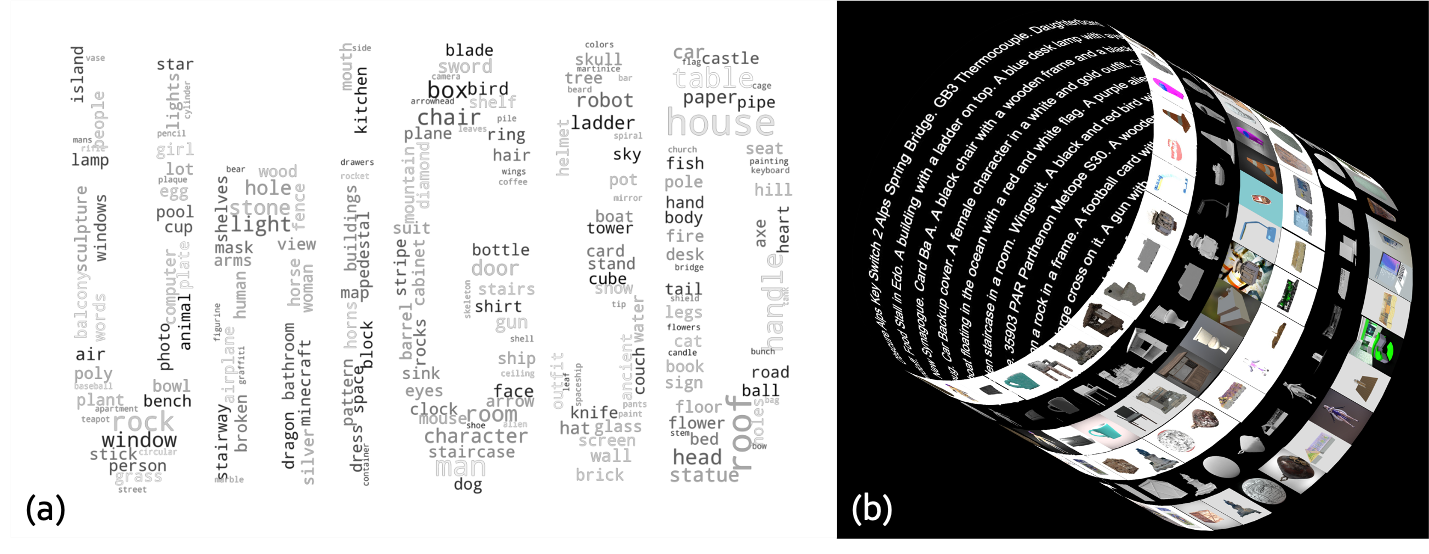 island
vase
people
mans
rifle
lamp
balcony
sculpture
windows
words
air
poly
baseball
plant
apartment
teapot
rock
window
stick
circular
person
grass
street
star
lights
cylinder
pencil
girl
lot
plaque
egg
pool
cup
computer
plate
animal
photo
bowl
bench
bear
wood
shelves
hole
stone
fence
light
mask
view
arms
human
horse
woman
figurine
airplane
graffiti
stairway
broken
marble
dragon
bathroom
minecraft
silver
mouth
side
kitchen
drawers
rocket
buildings
pedestal
map
horns
block
pattern
space
dress
container
blade
sword
camera
box
bird
arrowhead
shelf
chair
pile
plane
leaves
ring
mountain
diamond
hair
wings
coffee
suit
stripe
cabinet
barrel
rocks
bottle
door
stairs
skeleton
shirt
gun
shell
ship
sink
ceiling
eyes
face
arrow
clock
mouse
room
shoe
alien
character
staircase
man
dog
colors
skull
martinice
tree
bar
beard
robot
ladder
spiral
helmet
sky
pot
mirror
boat
tower
card
stand
cube
snow
tip
water
ancient
couch
outfit
leaf
spaceship
pants
knife
paint
hat
glass
screen
wall
brick
car
flag
castle
table
cage
paper
pipe
house
church
seat
fish
painting
keyboard
pole
hill
hand
body
axe
heart
fire
desk
bridge
tail
handle
tank
shield
legs
flowers
cat
candle
bunch
book
road
sign
ball
floor
roof
holes
bag
flower
stem
bed
bow
head
statue
(a)
Alps Key Switch 2 Alps Spring Bridge. GB3 Thermocouple. Daughter
Food Stall in Edo. A building with a ladder on top. A blue desk lamp with
New Synagogue. Card Ba A. A black chair with a wooden frame and a black
Car Backup cover. A female character in a white and gold outfit.
floating in the ocean with a red and white flag. A purple alien
staircase in a room. Wingsuit. A black and red bird
55903 PAR Parthenon Metope S30. A wooden
on a rock in a frame. A football card with
cross on it. A gun with
(b)